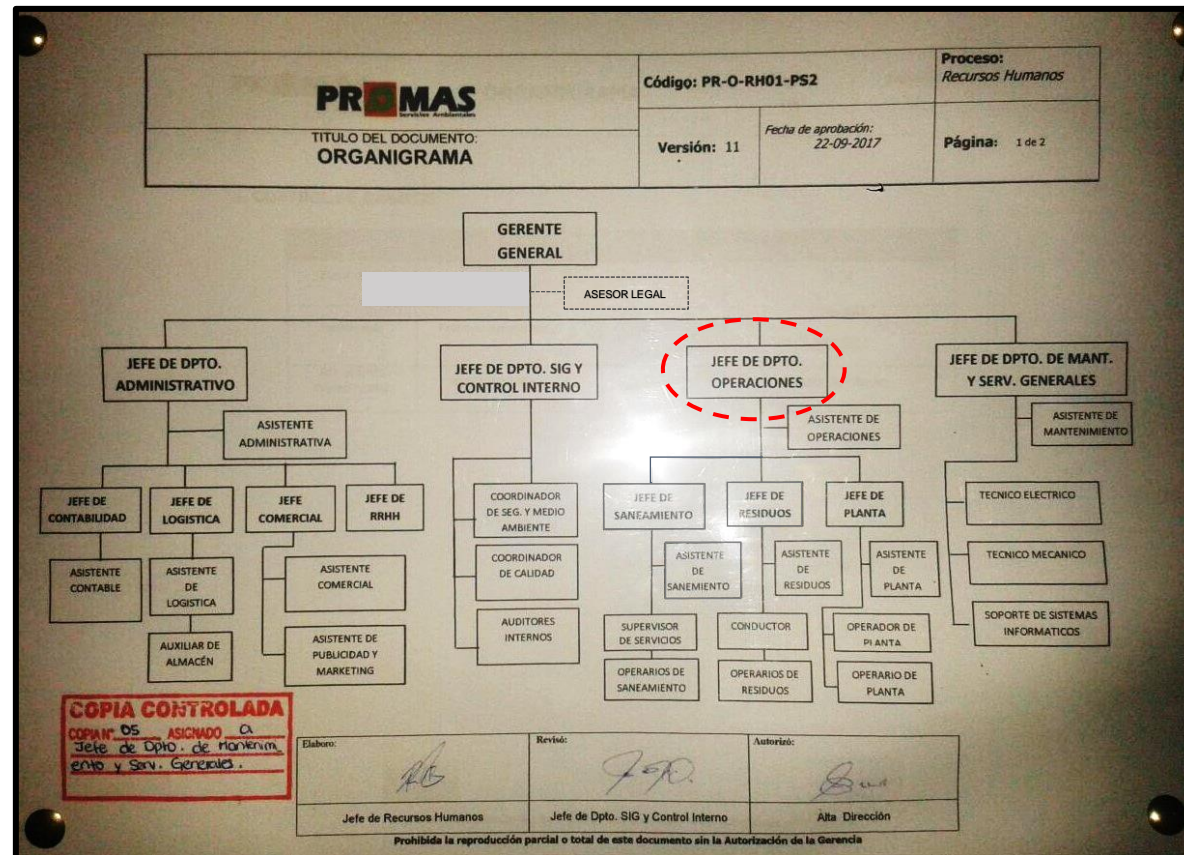 PROMAS
Servicios Ambientales
TITULO DEL DOCUMENTO:
ORGANIGRAMA
Código: PR-O-RH01-PS2
Versión: 11
Fecha de aprobación:
22-09-2017
Proceso:
Recursos Humanos
Página: 1 de 2
GERENTE
GENERAL
ASESOR LEGAL
JEFE DE DPTO.
ADMINISTRATIVO
JEFE DE DPTO. SIG Y
CONTROL INTERNO
JEFE DE DPTO.
OPERACIONES
JEFE DE DPTO. DE MANT.
Y SERV. GENERALES
ASISTENTE
ADMINISTRATIVA
ASISTENTE DE
OPERACIONES
ASISTENTE DE
MANTENIMIENTO
JEFE DE
CONTABILIDAD
JEFE DE
LOGISTICA
JEFE
COMERCIAL
JEFE DE
RRHH
COORDINADOR
DE SEG. Y MEDIO
AMBIENTE
JEFE DE
SANEAMIENTO
JEFE DE
RESIDUOS
JEFE DE
PLANTA
TECNICO ELECTRICO
ASISTENTE
CONTABLE
ASISTENTE
DE
LOGISTICA
ASISTENTE
COMERCIAL
COORDINADOR
DE CALIDAD
ASISTENTE
DE
SANEMIENTO
ASISTENTE
DE
RESIDUOS
ASISTENTE
DE
PLANTA
TECNICO MECANICO
AUXILIAR DE
ALMACÉN
ASISTENTE DE
PUBLICIDAD Y
MARKETING
AUDITORES
INTERNOS
SUPERVISOR
DE SERVICIOS
CONDUCTOR
OPERADOR DE
PLANTA
SOPORTE DE SISTEMAS
INFORMATICOS
OPERARIOS DE
SANEAMIENTO
OPERARIOS DE
RESIDUOS
OPERARIO DE
PLANTA
COPIA CONTROLADA
COPIA Nº 05 ASIGNADO a
Jefe de Dpto. de Mantenim
ento y Serv. Generales.
Elaboro:
Revisó:
Autorizó:
Jefe de Recursos Humanos
Jefe de Dpto. SIG y Control Interno
Alta Dirección
Prohibida la reproducción parcial o total de este documento sin la Autorización de la Gerencia